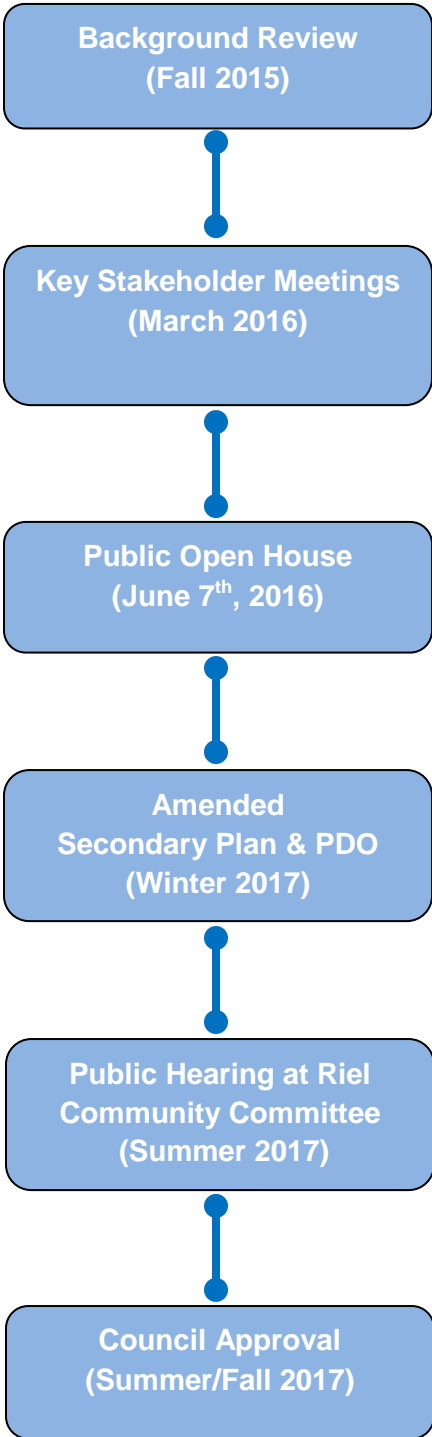 Background Review
(Fall 2015)
Key Stakeholder Meetings
(March 2016)
Public Open House
(June 7th, 2016)
Amended
Secondary Plan & PDO
(Winter 2017)
Public Hearing at Riel
Community Committee
(Summer 2017)
Council Approval
(Summer/Fall 2017)